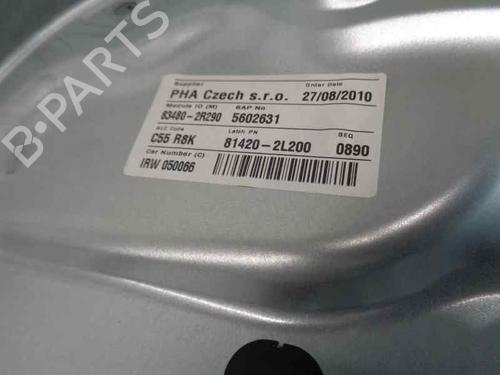 Supplier Order Date
PHA Czech s.r.o. 27/08/2010
Module ID (M) SAP No
83480-2R290 5602631
ALC Code Latch PN SEQ
C55 R8K 81420-2L200 0890
Car Number (C)
IRW 050066
B-PARTS